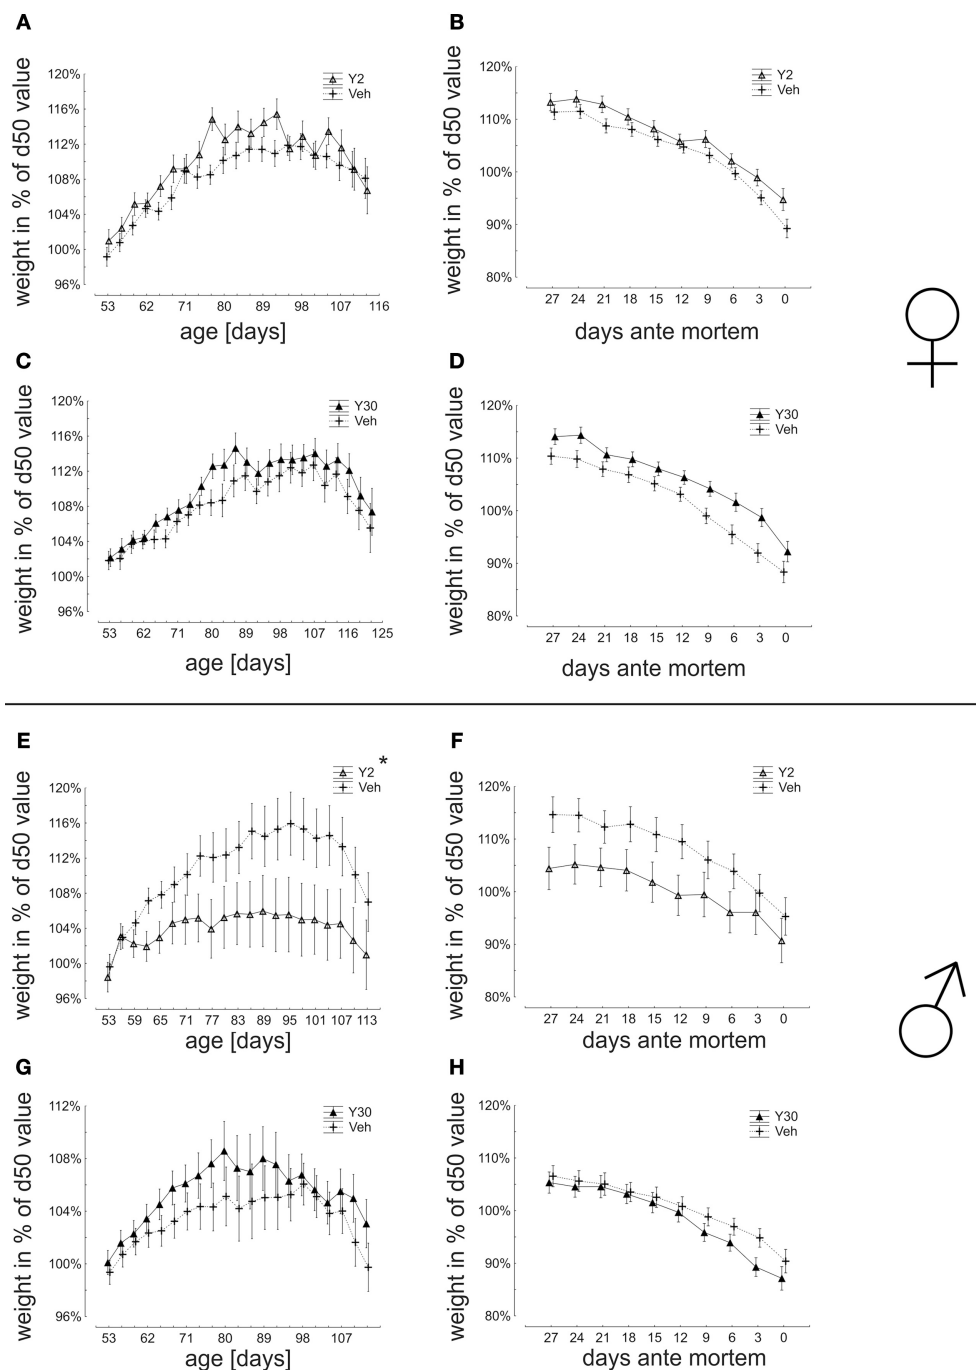 A
weight in % of d50 value
120%
116%
112%
108%
104%
100%
96%
Y2
Veh
53 62 71 80 89 98 107 116
age [days]
B
weight in % of d50 value
120%
110%
100%
90%
80%
Y2
Veh
27 24 21 18 15 12 9 6 3 0
days ante mortem
C
weight in % of d50 value
120%
116%
112%
108%
104%
100%
96%
Y30
Veh
53 62 71 80 89 98 107 116 125
age [days]
D
weight in % of d50 value
120%
110%
100%
90%
80%
Y30
Veh
27 24 21 18 15 12 9 6 3 0
days ante mortem
E
weight in % of d50 value
120%
116%
112%
108%
104%
100%
96%
Y2 *
Veh
53 59 65 71 77 83 89 95 101 107 113
age [days]
F
weight in % of d50 value
120%
110%
100%
90%
80%
Y2
Veh
27 24 21 18 15 12 9 6 3 0
days ante mortem
G
weight in % of d50 value
112%
108%
104%
100%
96%
Y30
Veh
53 62 71 80 89 98 107
age [days]
H
weight in % of d50 value
120%
110%
100%
90%
80%
Y30
Veh
27 24 21 18 15 12 9 6 3 0
days ante mortem